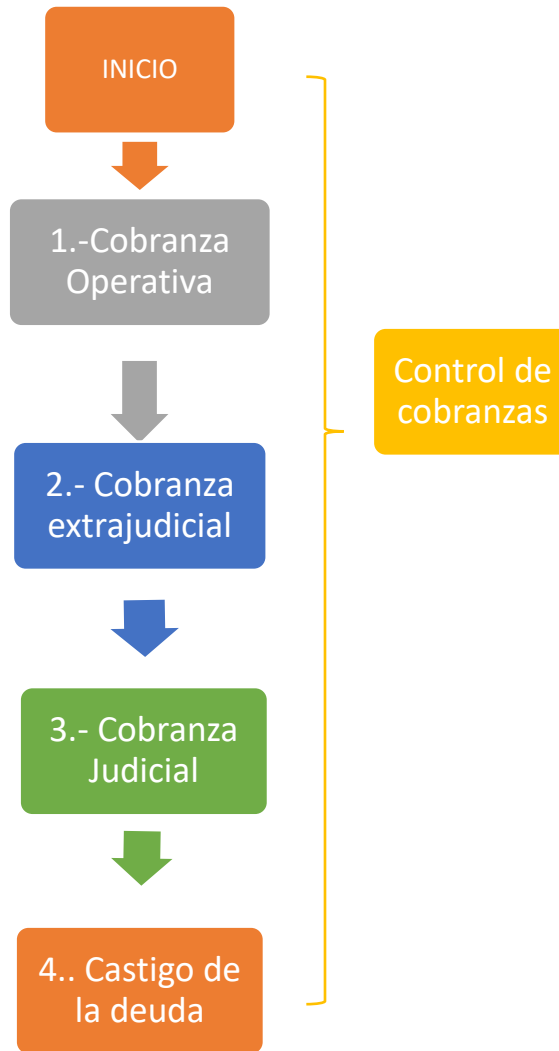 INICIO
1.-Cobranza
Operativa
Control de
cobranzas
2.- Cobranza
extrajudicial
3.- Cobranza
Judicial
4.. Castigo de
la deuda